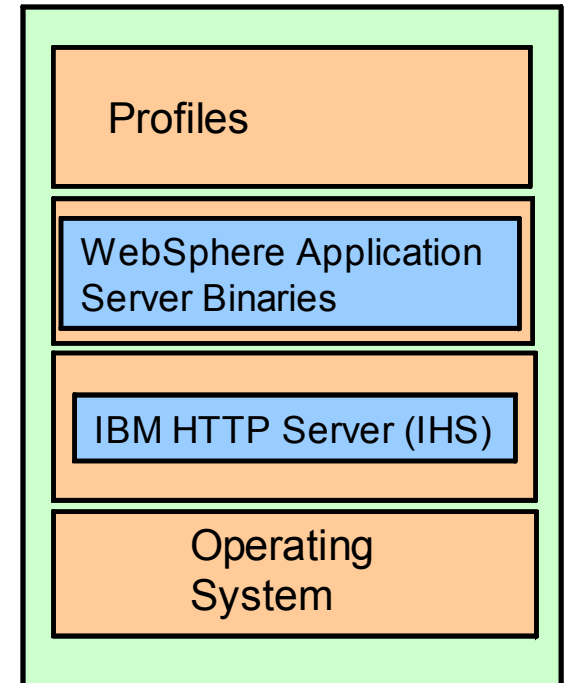 Profiles
WebSphere Application
Server Binaries
IBM HTTP Server (IHS)
Operating
System